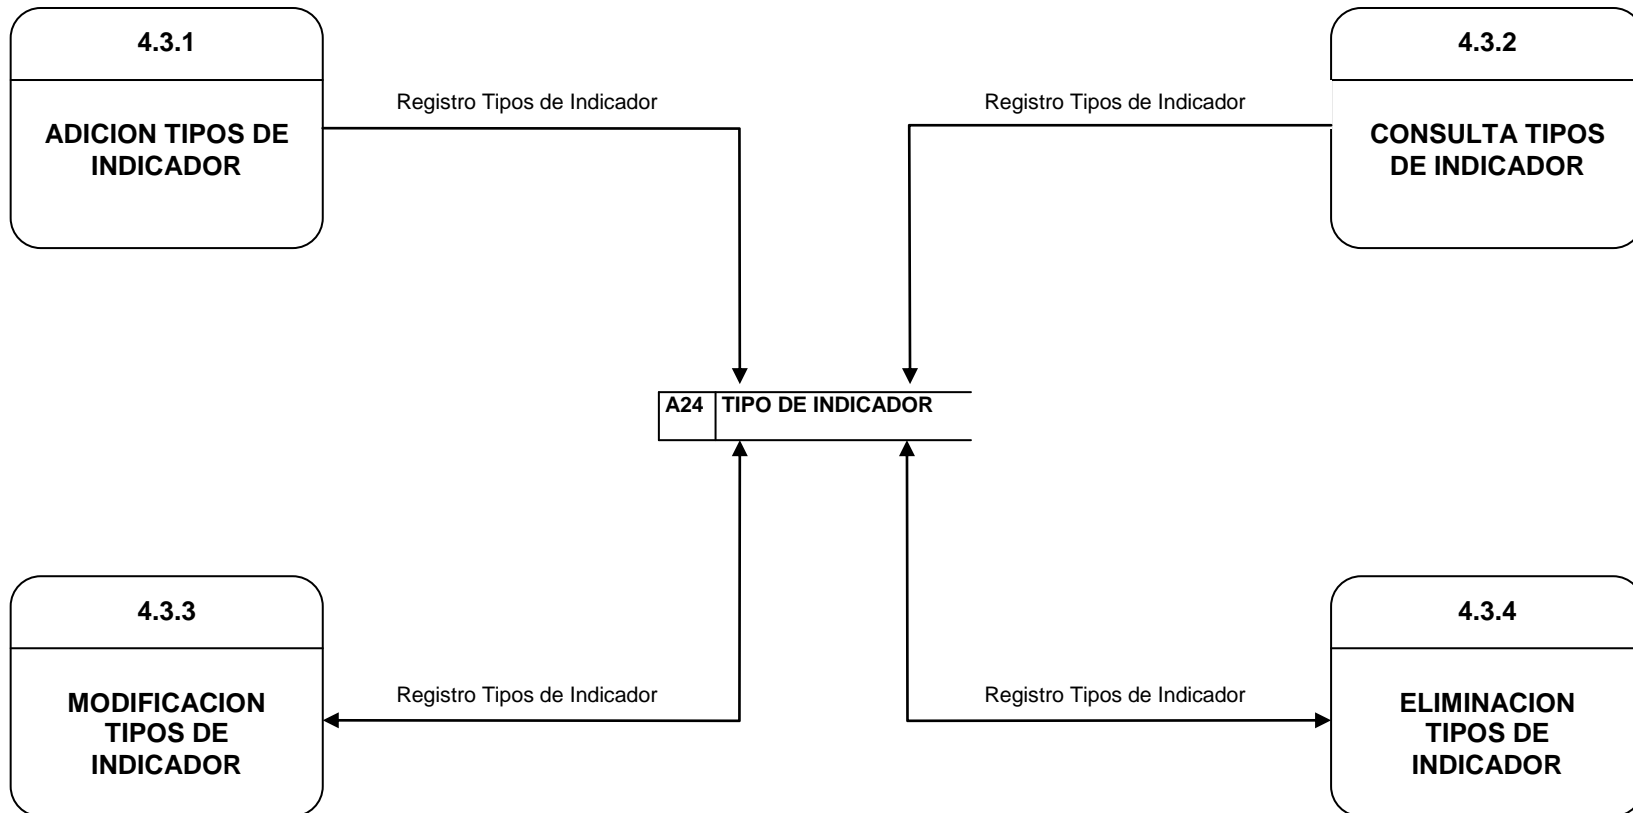 4.3.1
ADICION TIPOS DE
INDICADOR
Registro Tipos de Indicador
Registro Tipos de Indicador
4.3.2
CONSULTA TIPOS
DE INDICADOR
A24 TIPO DE INDICADOR
4.3.3
MODIFICACION
TIPOS DE
INDICADOR
Registro Tipos de Indicador
Registro Tipos de Indicador
4.3.4
ELIMINACION
TIPOS DE
INDICADOR